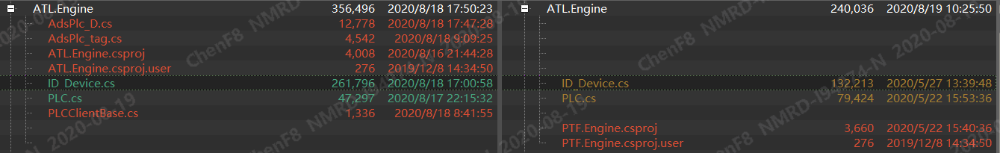 ATL.Engine 356,496 2020/8/18 17:50:23 ATL.Engine 240,036 2020/8/19 10:25:50
AdsPlc_D.cs 12,778 2020/8/18 17:47:28
AdsPlc_tag.cs 4,542 2020/8/18 9:09:25
ATL.Engine.csproj 4,008 2020/8/16 21:44:28
ATL.Engine.csproj.user 276 2019/12/8 14:34:50
ID_Device.cs 261,796 2020/8/18 17:00:58 ID_Device.cs 132,213 2020/5/27 13:39:48
PLC.cs 47,297 2020/8/17 22:15:32 PLC.cs 79,424 2020/5/22 15:53:36
PLCClientBase.cs 1,336 2020/8/18 8:41:55
PTF.Engine.csproj 3,660 2020/5/22 15:40:36
PTF.Engine.csproj.user 276 2019/12/8 14:34:50